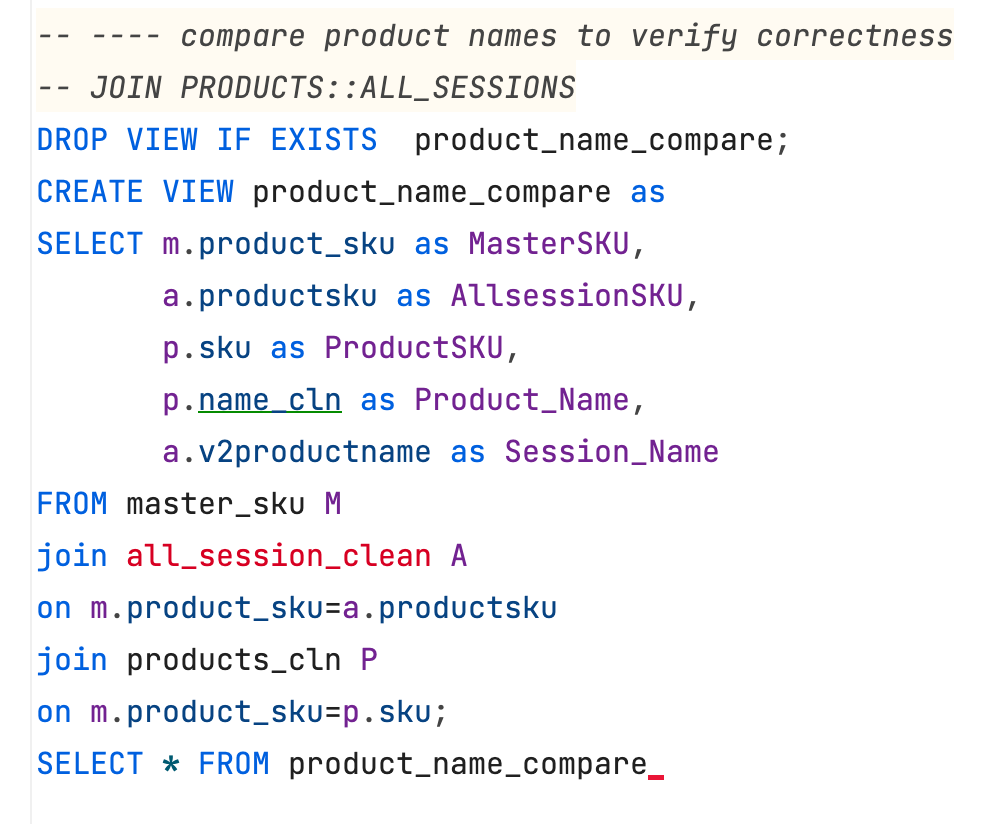 -- ---- compare product names to verify correctness
-- JOIN PRODUCTS::ALL_SESSIONS
DROP VIEW IF EXISTS  product_name_compare;
CREATE VIEW product_name_compare as
SELECT m.product_sku as MasterSKU,
       a.productsku as AllsessionSKU,
       p.sku as ProductSKU,
       p.name_cln as Product_Name,
       a.v2productname as Session_Name
FROM master_sku M
join all_session_clean A
on m.product_sku=a.productsku
join products_cln P
on m.product_sku=p.sku;
SELECT * FROM product_name_compare